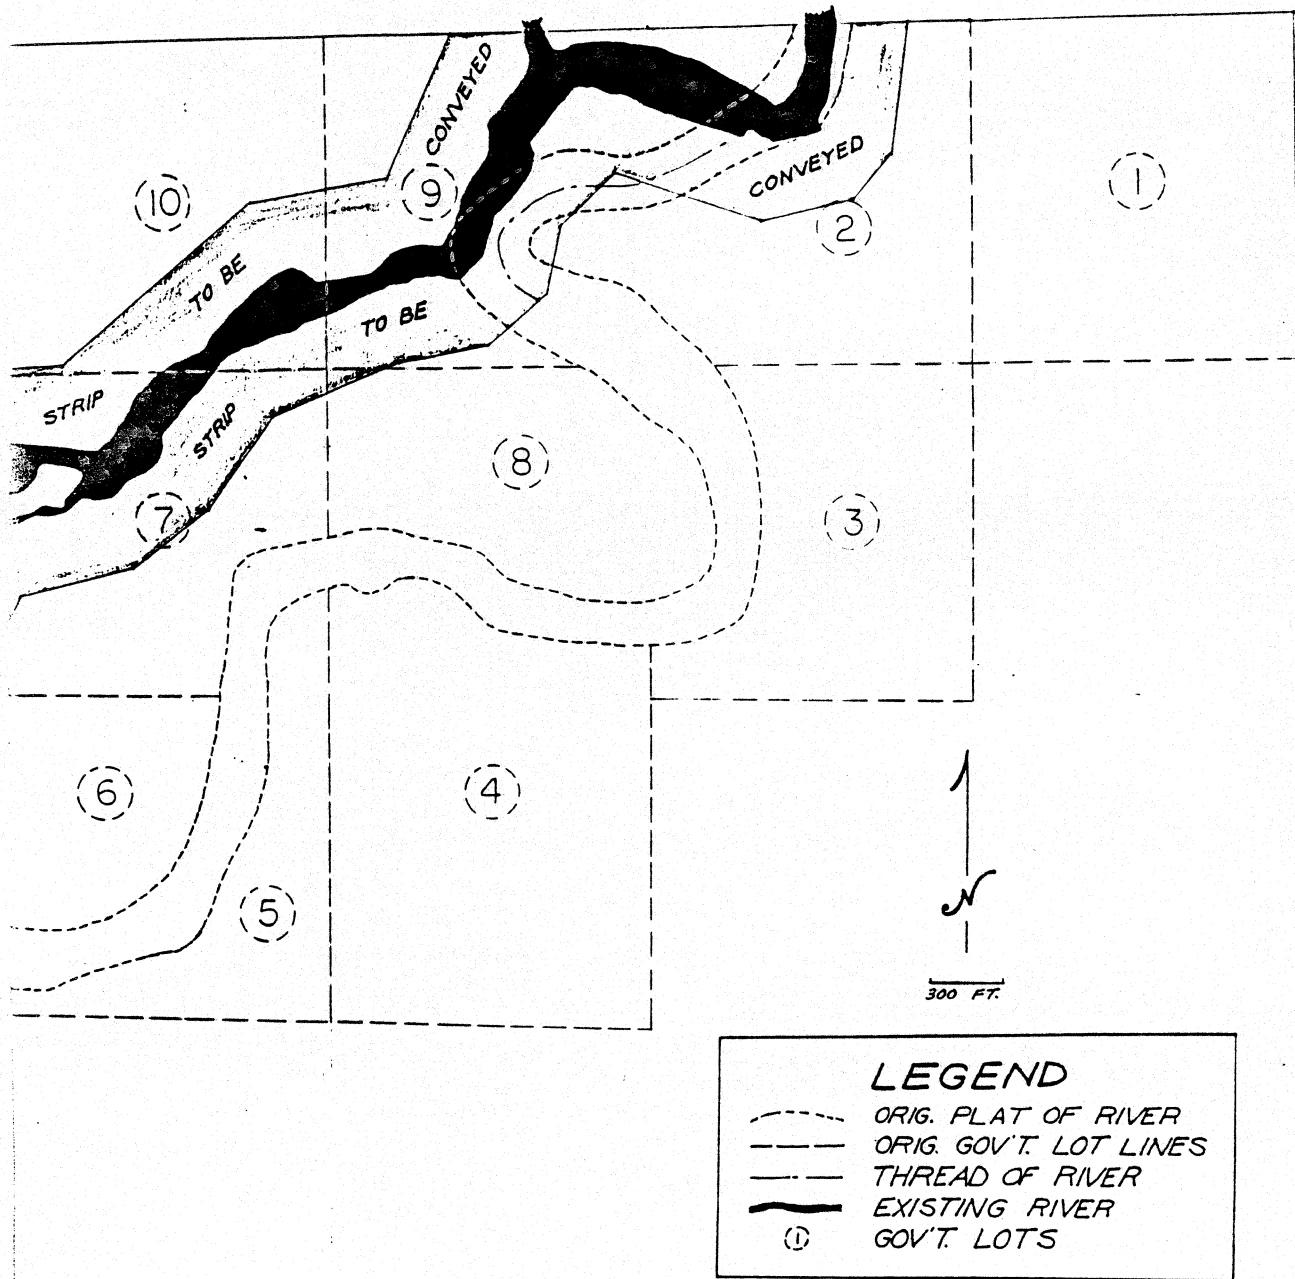 CONVEYED
CONVEYED
10
9
1
2
TO BE
TO BE
STRIP
STRIP
8
7
3
6
4
5
N
300 FT.
LEGEND
ORIG. PLAT OF RIVER
ORIG. GOV'T. LOT LINES
THREAD OF RIVER
EXISTING RIVER
1 GOV'T. LOTS